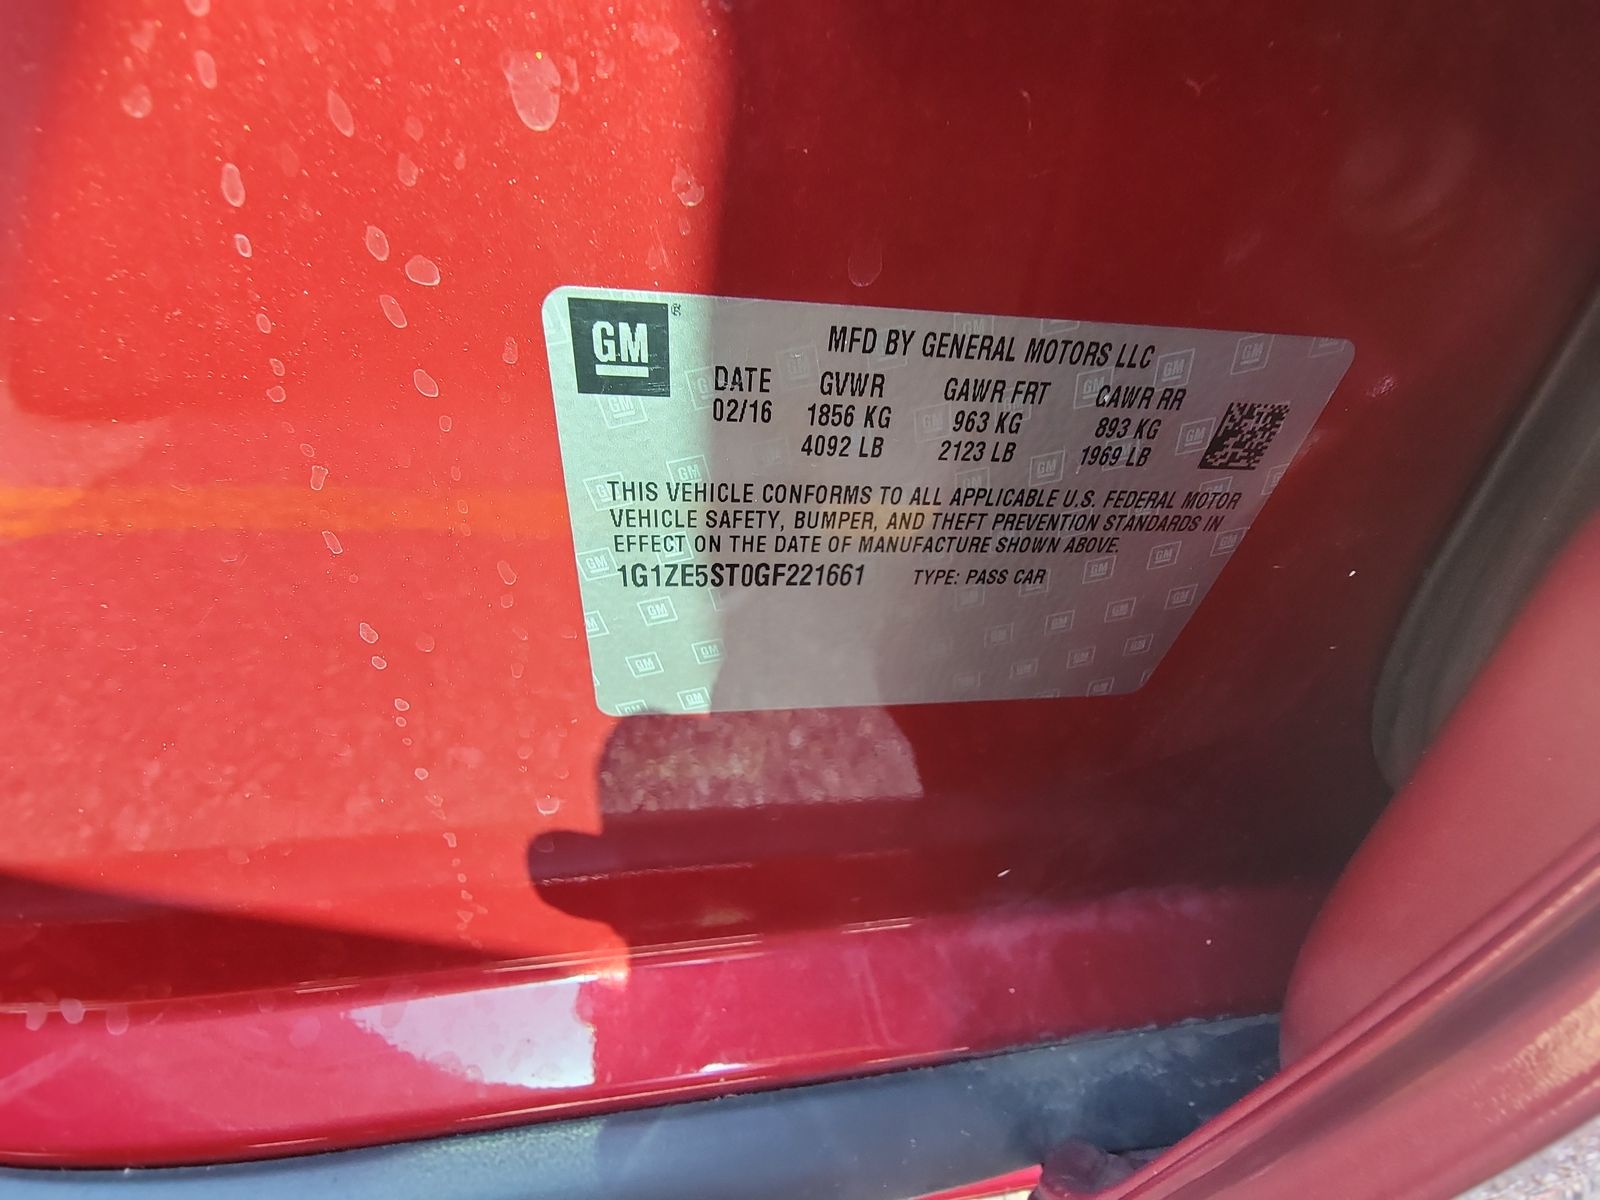 GM®
MFD BY GENERAL MOTORS LLC
DATE GVWR GAWR FRT GAWR RR
02/16 1856 KG 963 KG 893 KG
4092 LB 2123 LB 1969 LB
THIS VEHICLE CONFORMS TO ALL APPLICABLE U.S. FEDERAL MOTOR
VEHICLE SAFETY, BUMPER, AND THEFT PREVENTION STANDARDS IN
EFFECT ON THE DATE OF MANUFACTURE SHOWN ABOVE.
1G1ZE5ST0GF221661 TYPE: PASS CAR